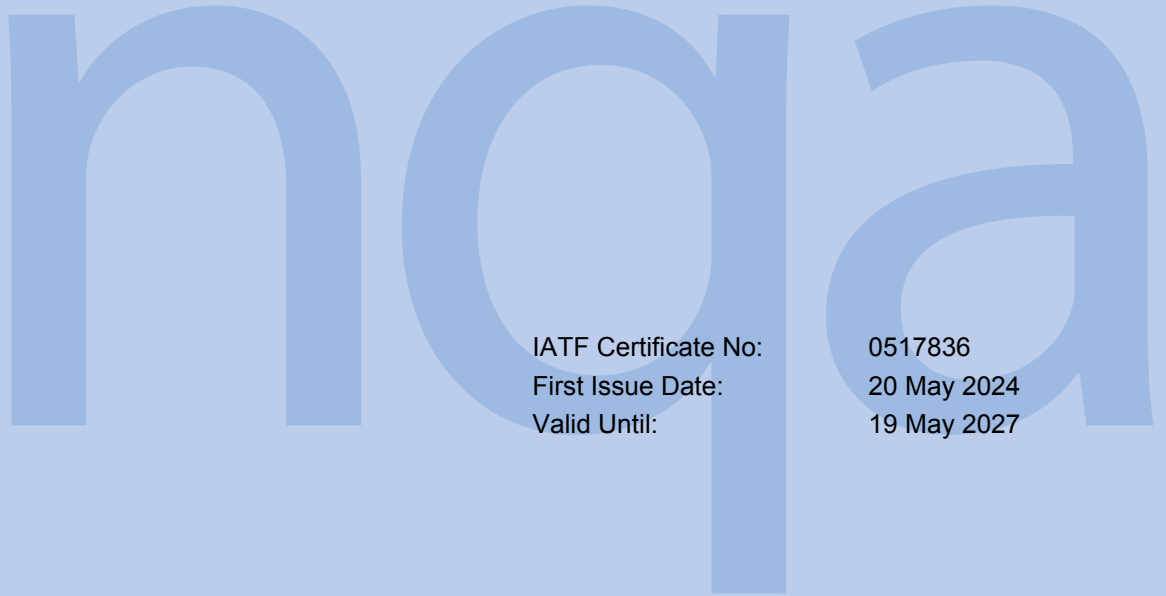 nqa
IATF Certificate No: 0517836
First Issue Date: 20 May 2024
Valid Until: 19 May 2027